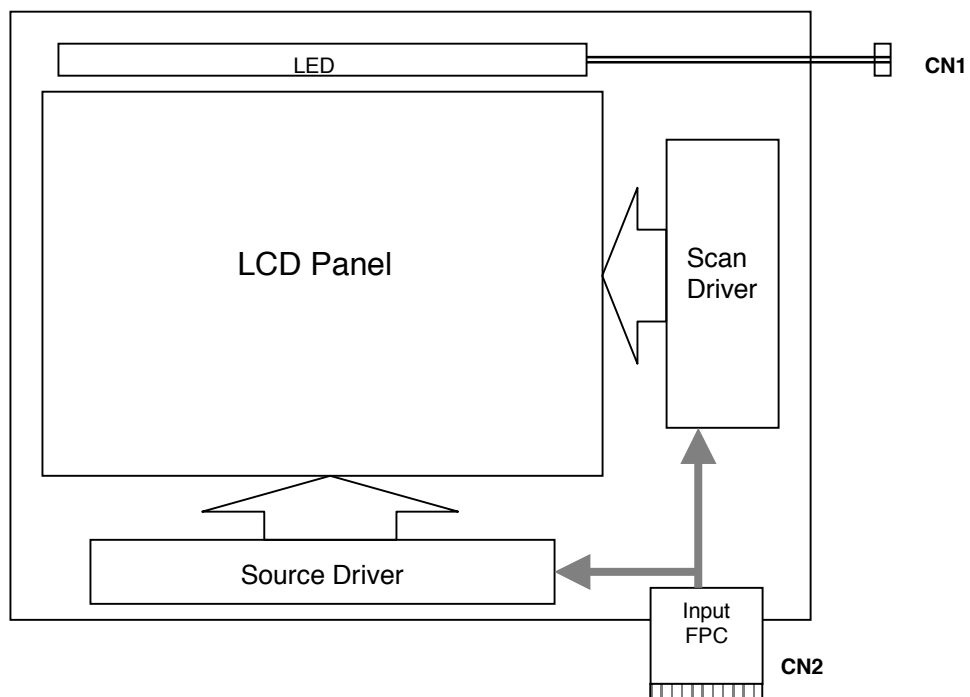 LED
CN1
LCD Panel
Scan
Driver
Source Driver
Input
FPC
CN2